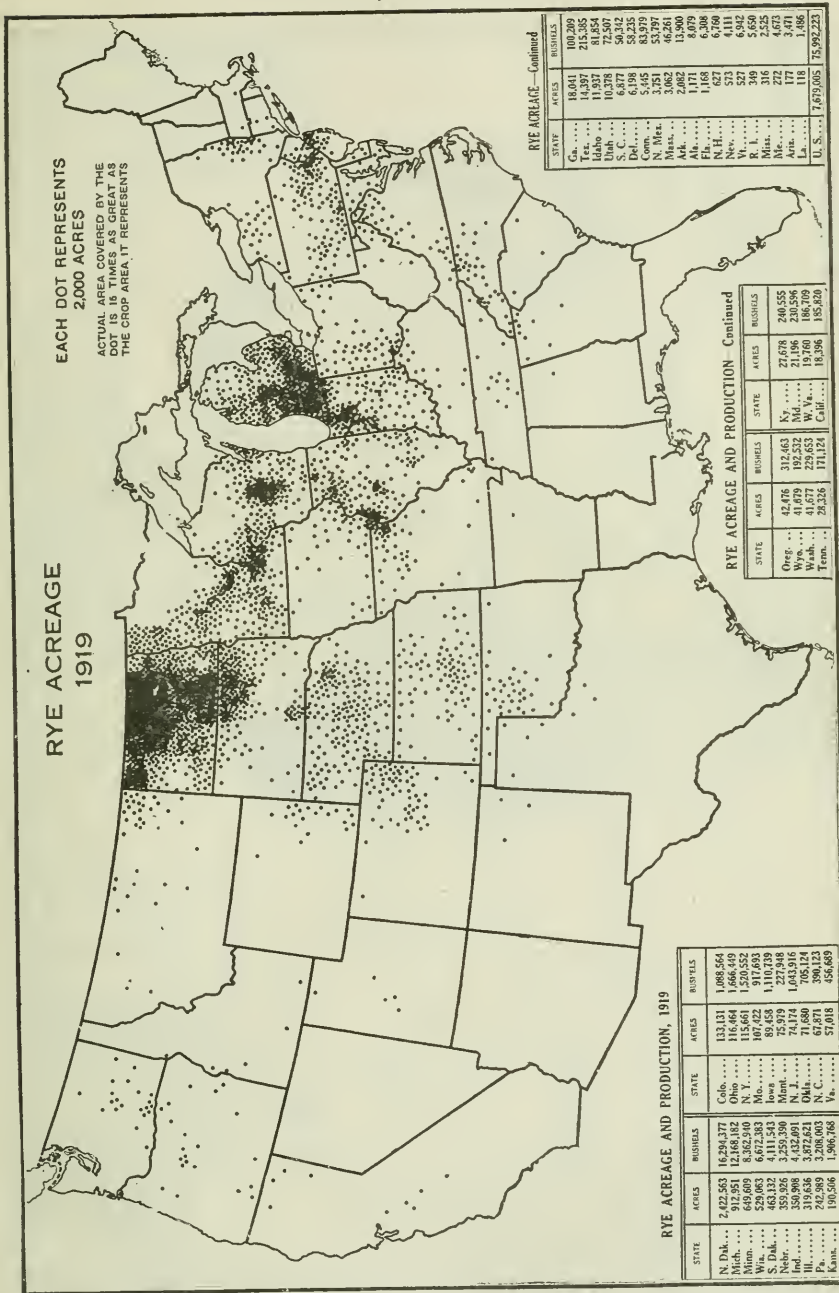 RYE ACREAGE
1919
EACH DOT REPRESENTS
2,000 ACRES
ACTUAL AREA COVERED BY THE
DOT IS 16 TIMES AS GREAT AS
THE CROP AREA IT REPRESENTS
RYE ACREAGE AND PRODUCTION, 1919
STATE ACRES BUSHELS STATE ACRES BUSHELS
N. Dak. .. 2,422,563 16,294,377 Colo. .... 133,131 1,088,564
Mich. .... 912,951 12,168,182 Ohio ..... 116,464 1,666,449
Minn. .... 649,609 8,362,940 N. Y. .... 115,661 1,520,552
Wis. .... 529,063 6,672,383 Mo. ...... 107,422 917,693
S. Dak. .. 463,132 4,111,543 Iowa ..... 89,458 1,110,739
Nebr. .... 359,926 3,259,390 Mont. .... 75,979 227,948
Ind. ..... 350,908 4,432,091 N. J. .... 74,174 1,043,916
Ill. ..... 319,636 3,872,621 Okla. .... 71,680 705,124
Pa. ...... 242,989 3,208,003 N. C. .... 67,871 390,123
Kans. .... 190,506 1,906,768 Va. ...... 57,018 456,689
RYE ACREAGE AND PRODUCTION—Continued
STATE ACRES BUSHELS STATE ACRES BUSHELS
Oreg. .. 42,476 312,463 Ky. .... 27,678 240,555
Wyo. ... 41,679 192,532 Md. .... 21,196 230,596
Wash. .. 41,677 229,653 W. Va. .. 19,760 186,709
Tenn. .. 28,326 171,124 Calif. .. 18,396 185,820
RYE ACREAGE—Continued
STATE ACRES BUSHELS
Ga. .... 18,041 100,209
Tex. .... 14,397 215,385
Idaho .. 11,937 81,854
Utah ... 10,378 72,507
S. C. ... 6,877 50,342
Del. .... 6,198 58,235
Conn. .. 5,445 83,979
N. Mex. 3,751 53,797
Mass. .. 3,062 46,261
Ark. .... 2,082 13,900
Ala. .... 1,171 8,079
Fla. .... 1,168 6,308
N. H. .. 627 6,760
Nev. .... 573 4,111
Vt. .... 527 6,942
R. I. .... 349 5,650
Miss. ... 316 2,525
Me. .... 272 4,673
Ariz. ... 177 3,471
La. .... 118 1,486
U. S. ... 7,679,005 75,992,223